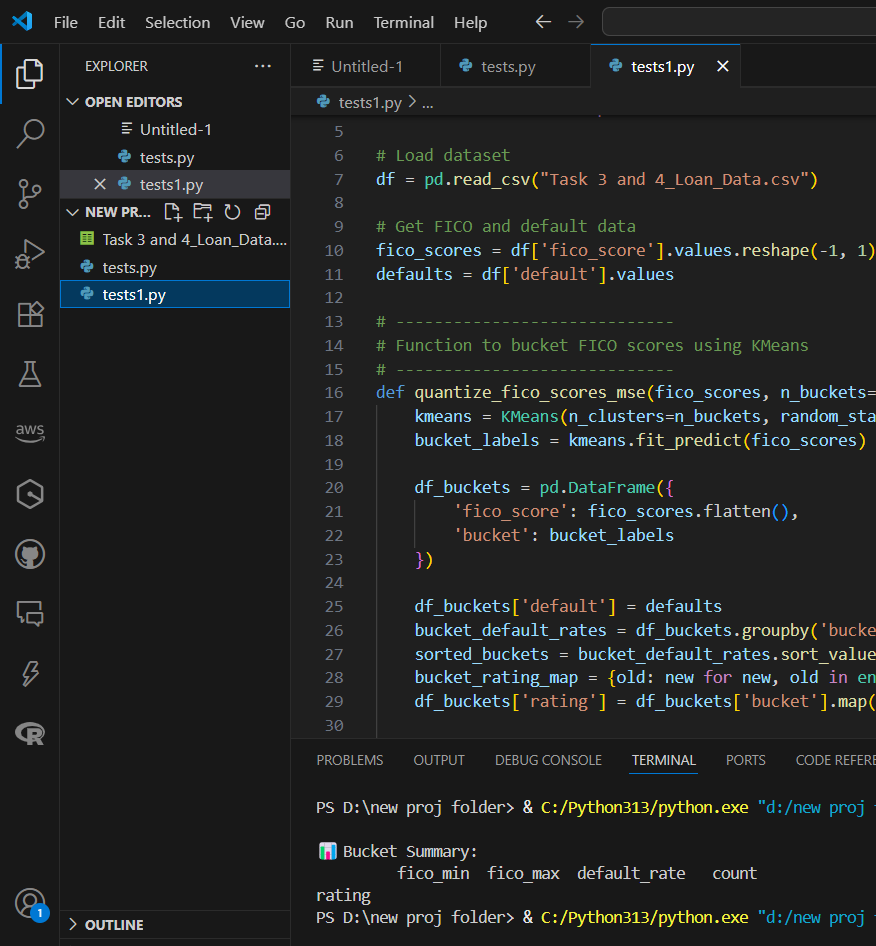 File Edit Selection View Go Run Terminal Help
EXPLORER
OPEN EDITORS
Untitled-1
tests.py
tests1.py
NEW PR...
Task 3 and 4_Loan_Data....
tests.py
tests1.py
OUTLINE
aws
1
Untitled-1 tests.py tests1.py
tests1.py > ...
5
6 # Load dataset
7 df = pd.read_csv("Task 3 and 4_Loan_Data.csv")
8
9 # Get FICO and default data
10 fico_scores = df['fico_score'].values.reshape(-1, 1)
11 defaults = df['default'].values
12
13 # -----------------------------
14 # Function to bucket FICO scores using KMeans
15 # -----------------------------
16 def quantize_fico_scores_mse(fico_scores, n_buckets=
17 kmeans = KMeans(n_clusters=n_buckets, random_sta
18 bucket_labels = kmeans.fit_predict(fico_scores)
19
20 df_buckets = pd.DataFrame({
21 'fico_score': fico_scores.flatten(),
22 'bucket': bucket_labels
23 })
24
25 df_buckets['default'] = defaults
26 bucket_default_rates = df_buckets.groupby('bucke
27 sorted_buckets = bucket_default_rates.sort_value
28 bucket_rating_map = {old: new for new, old in en
29 df_buckets['rating'] = df_buckets['bucket'].map(
30
PROBLEMS OUTPUT DEBUG CONSOLE TERMINAL PORTS CODE REFERE
PS D:\new proj folder> & C:/Python313/python.exe "d:/new proj
Bucket Summary:
fico_min fico_max default_rate count
rating
PS D:\new proj folder> & C:/Python313/python.exe "d:/new proj